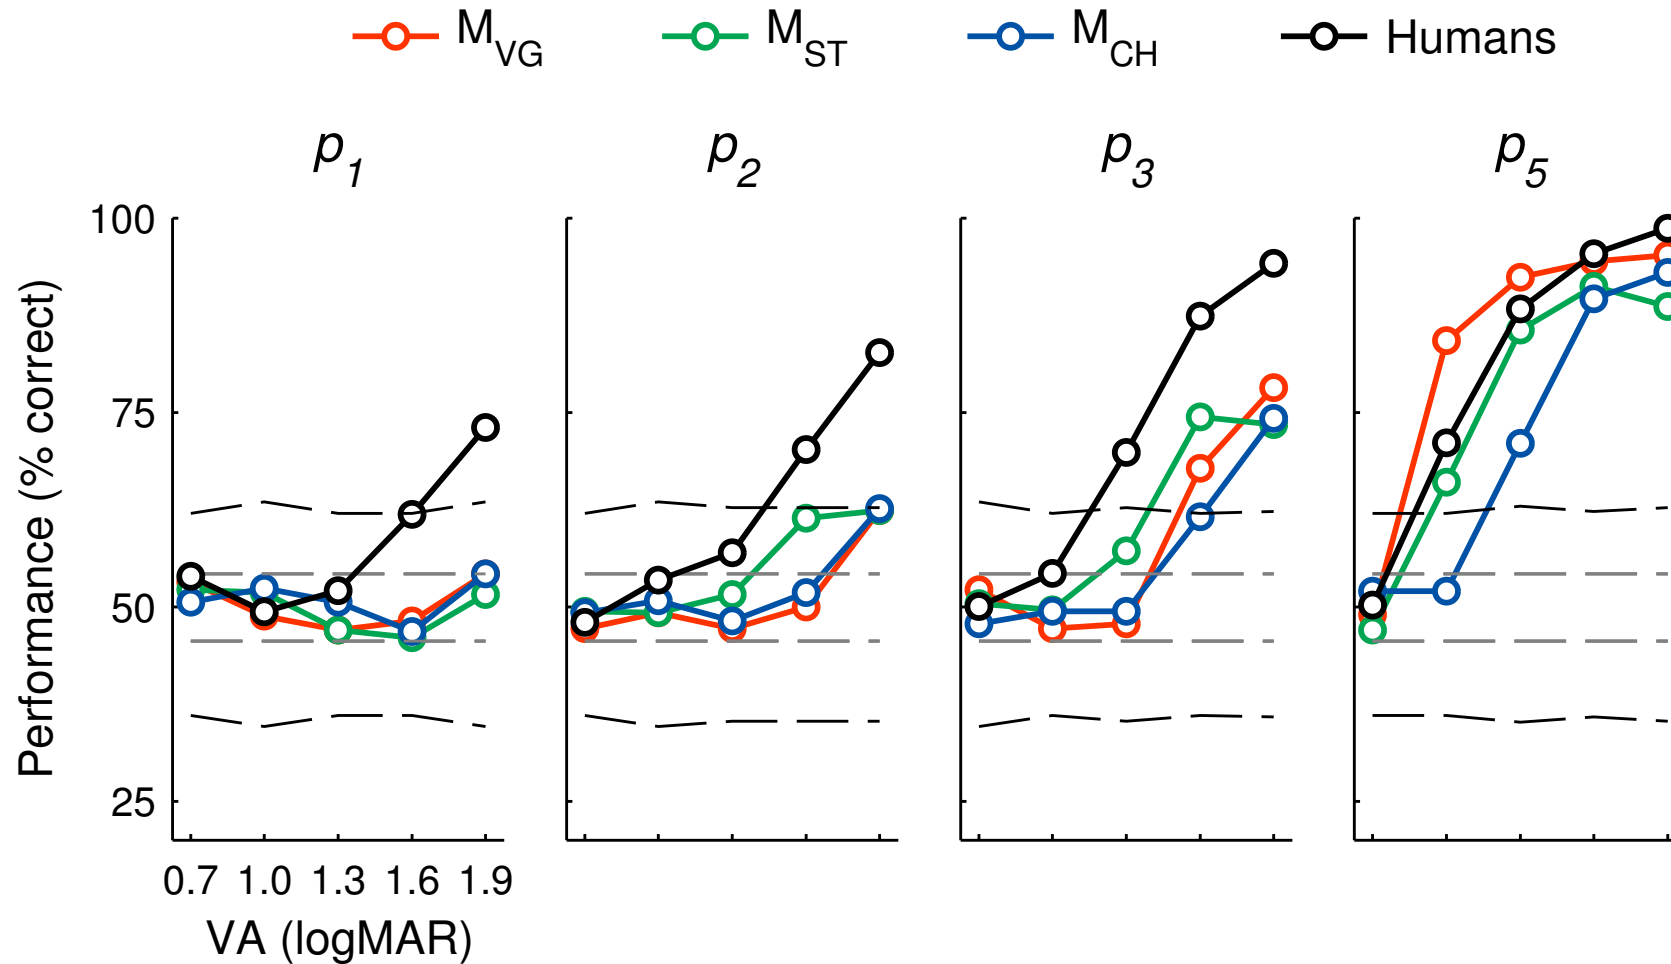 M_VG M_ST M_CH Humans
p_1 p_2 p_3 p_5
Performance (% correct)
100
75
50
25
0.7 1.0 1.3 1.6 1.9
VA (logMAR)